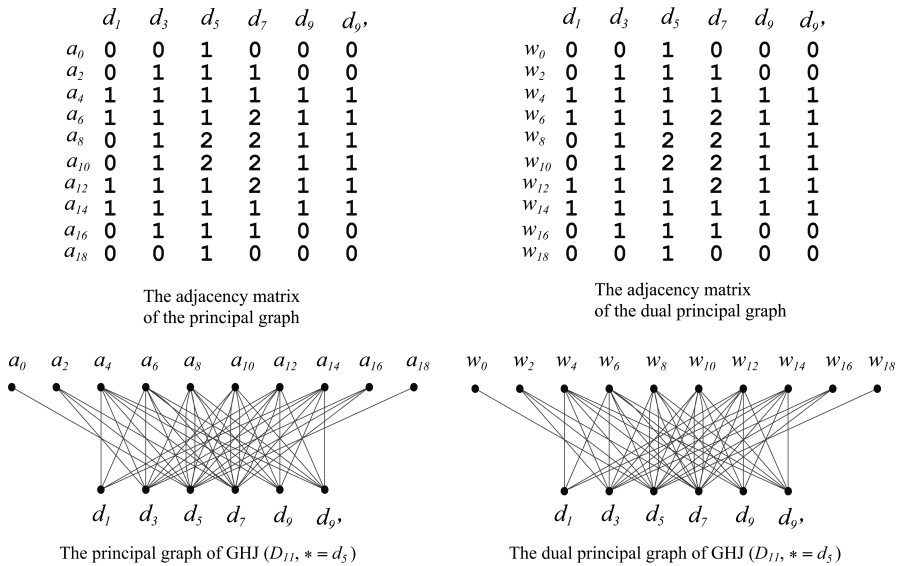 d1 d3 d5 d7 d9 d9'
a0 0 0 1 0 0 0
a2 0 1 1 1 0 0
a4 1 1 1 1 1 1
a6 1 1 1 2 1 1
a8 0 1 2 2 1 1
a10 0 1 2 2 1 1
a12 1 1 1 2 1 1
a14 1 1 1 1 1 1
a16 0 1 1 1 0 0
a18 0 0 1 0 0 0
The adjacency matrix
of the principal graph
d1 d3 d5 d7 d9 d9'
w0 0 0 1 0 0 0
w2 0 1 1 1 0 0
w4 1 1 1 1 1 1
w6 1 1 1 2 1 1
w8 0 1 2 2 1 1
w10 0 1 2 2 1 1
w12 1 1 1 2 1 1
w14 1 1 1 1 1 1
w16 0 1 1 1 0 0
w18 0 0 1 0 0 0
The adjacency matrix
of the dual principal graph
a0 a2 a4 a6 a8 a10 a12 a14 a16 a18
d1 d3 d5 d7 d9 d9'
The principal graph of GHJ (D11, * = d5)
w0 w2 w4 w6 w8 w10 w12 w14 w16 w18
d1 d3 d5 d7 d9 d9'
The dual principal graph of GHJ (D11, * = d5)